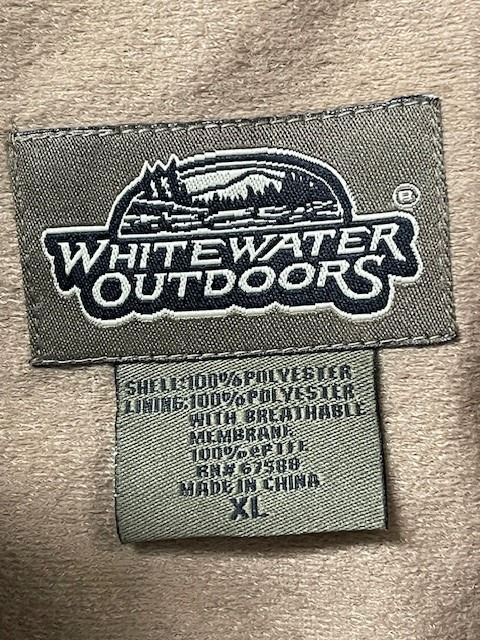 WHITEWATER
OUTDOORS
®
SHELL:100%POLYESTER
LINING:100%POLYESTER
WITH BREATHABLE
MEMBRANE
100%ePTFE
RN# 67588
MADE IN CHINA
XL